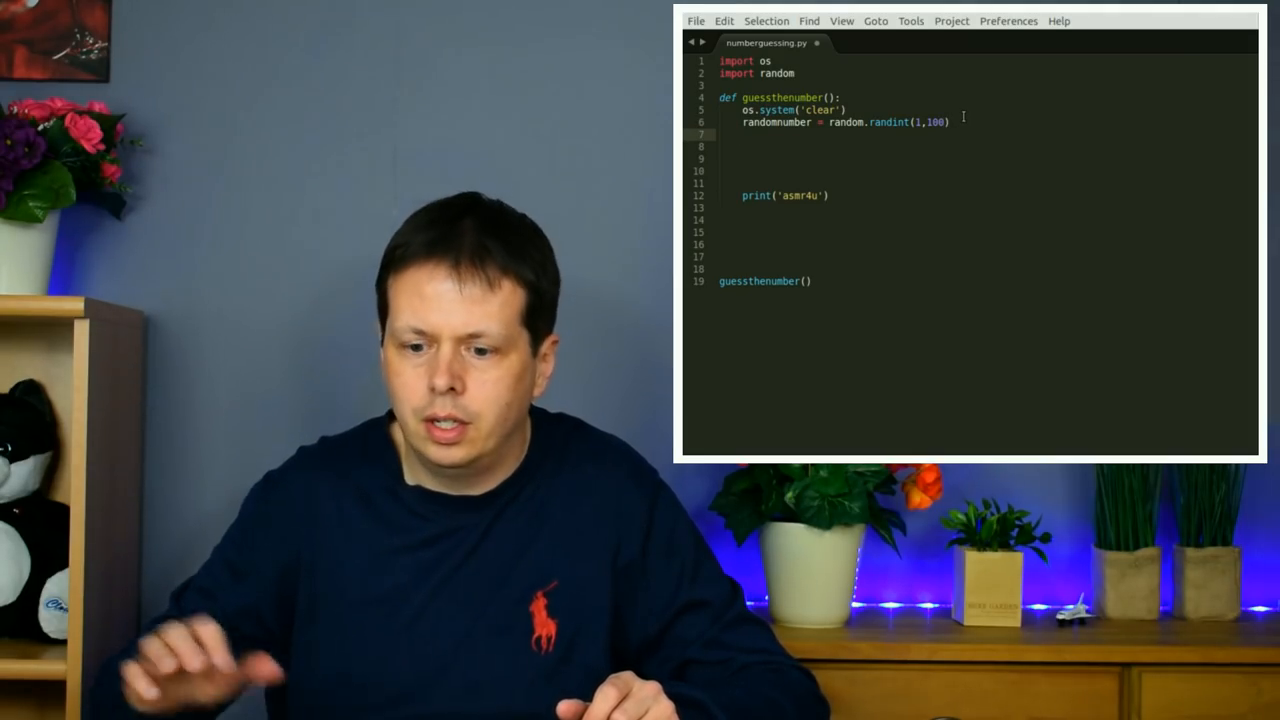 File Edit Selection Find View Goto Tools Project Preferences Help
numberguessing.py
1 import os
2 import random
3
4 def guessthenumber():
5 os.system('clear')
6 randomnumber = random.randint(1,100)
7
8
9
10
11
12 print('asmr4u')
13
14
15
16
17
18
19 guessthenumber()